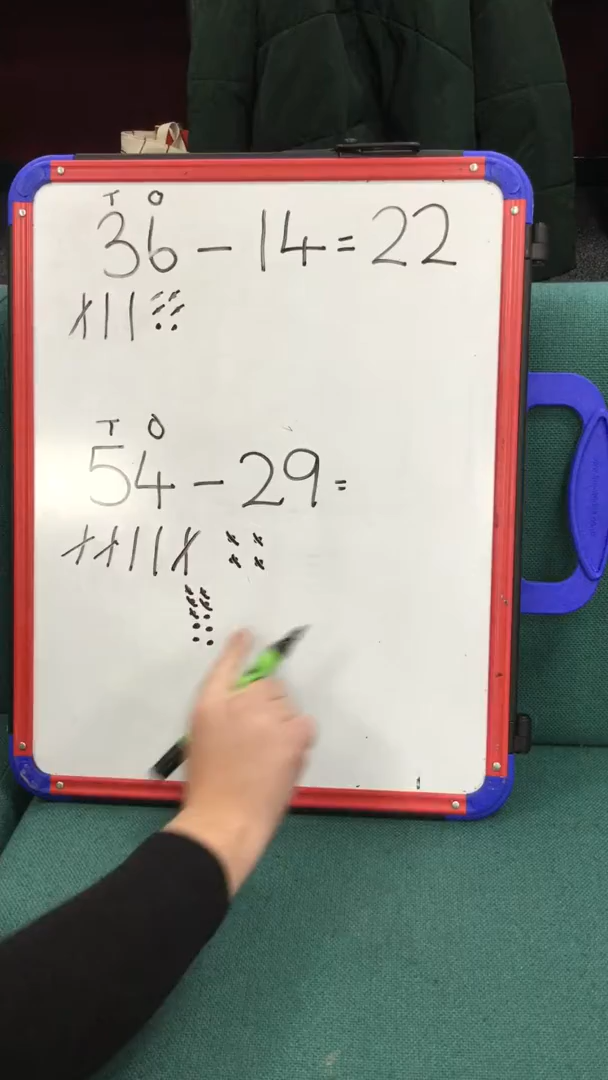 T O
36 - 14 = 22
T O
54 - 29 =